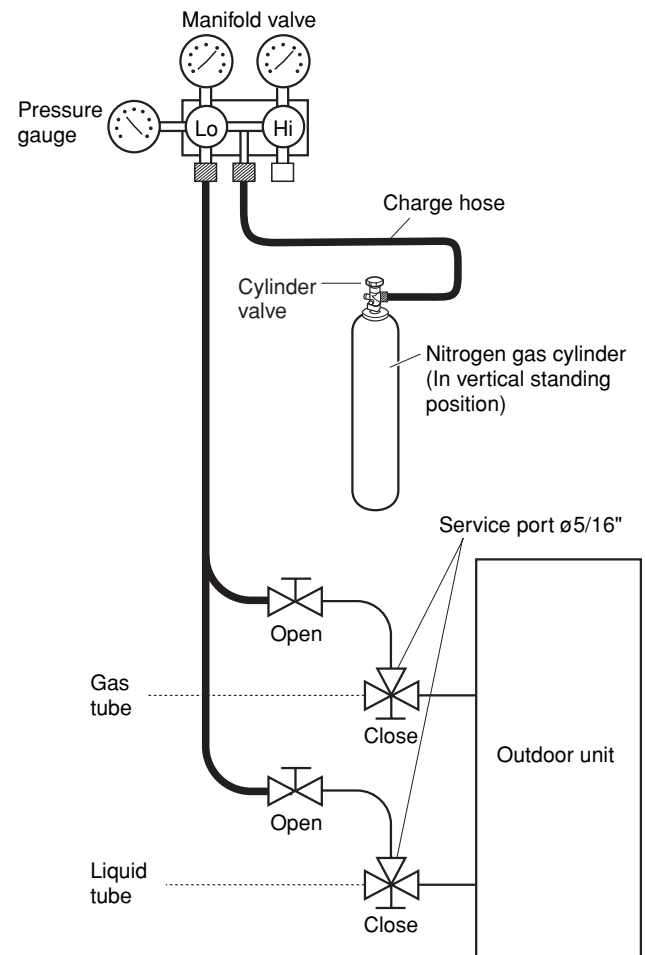 Manifold valve
Pressure
gauge
Lo
Hi
Charge hose
Cylinder
valve
Nitrogen gas cylinder
(In vertical standing
position)
Service port ø5/16"
Open
Gas
tube
Close
Outdoor unit
Open
Liquid
tube
Close